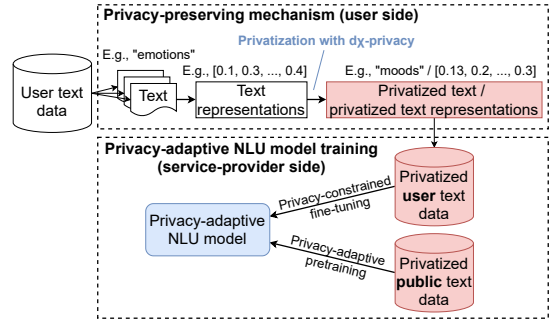 Privacy-preserving mechanism (user side)
Privatization with dχ-privacy
E.g., "emotions"
E.g., [0.1, 0.3, ..., 0.4]
E.g., "moods" / [0.13, 0.2, ..., 0.3]
User text
data
Text
Text
representations
Privatized text /
privatized text representations
Privacy-adaptive NLU model training
(service-provider side)
Privatized
user text
data
Privacy-constrained
fine-tuning
Privacy-adaptive
NLU model
Privacy-adaptive
pretraining
Privatized
public text
data